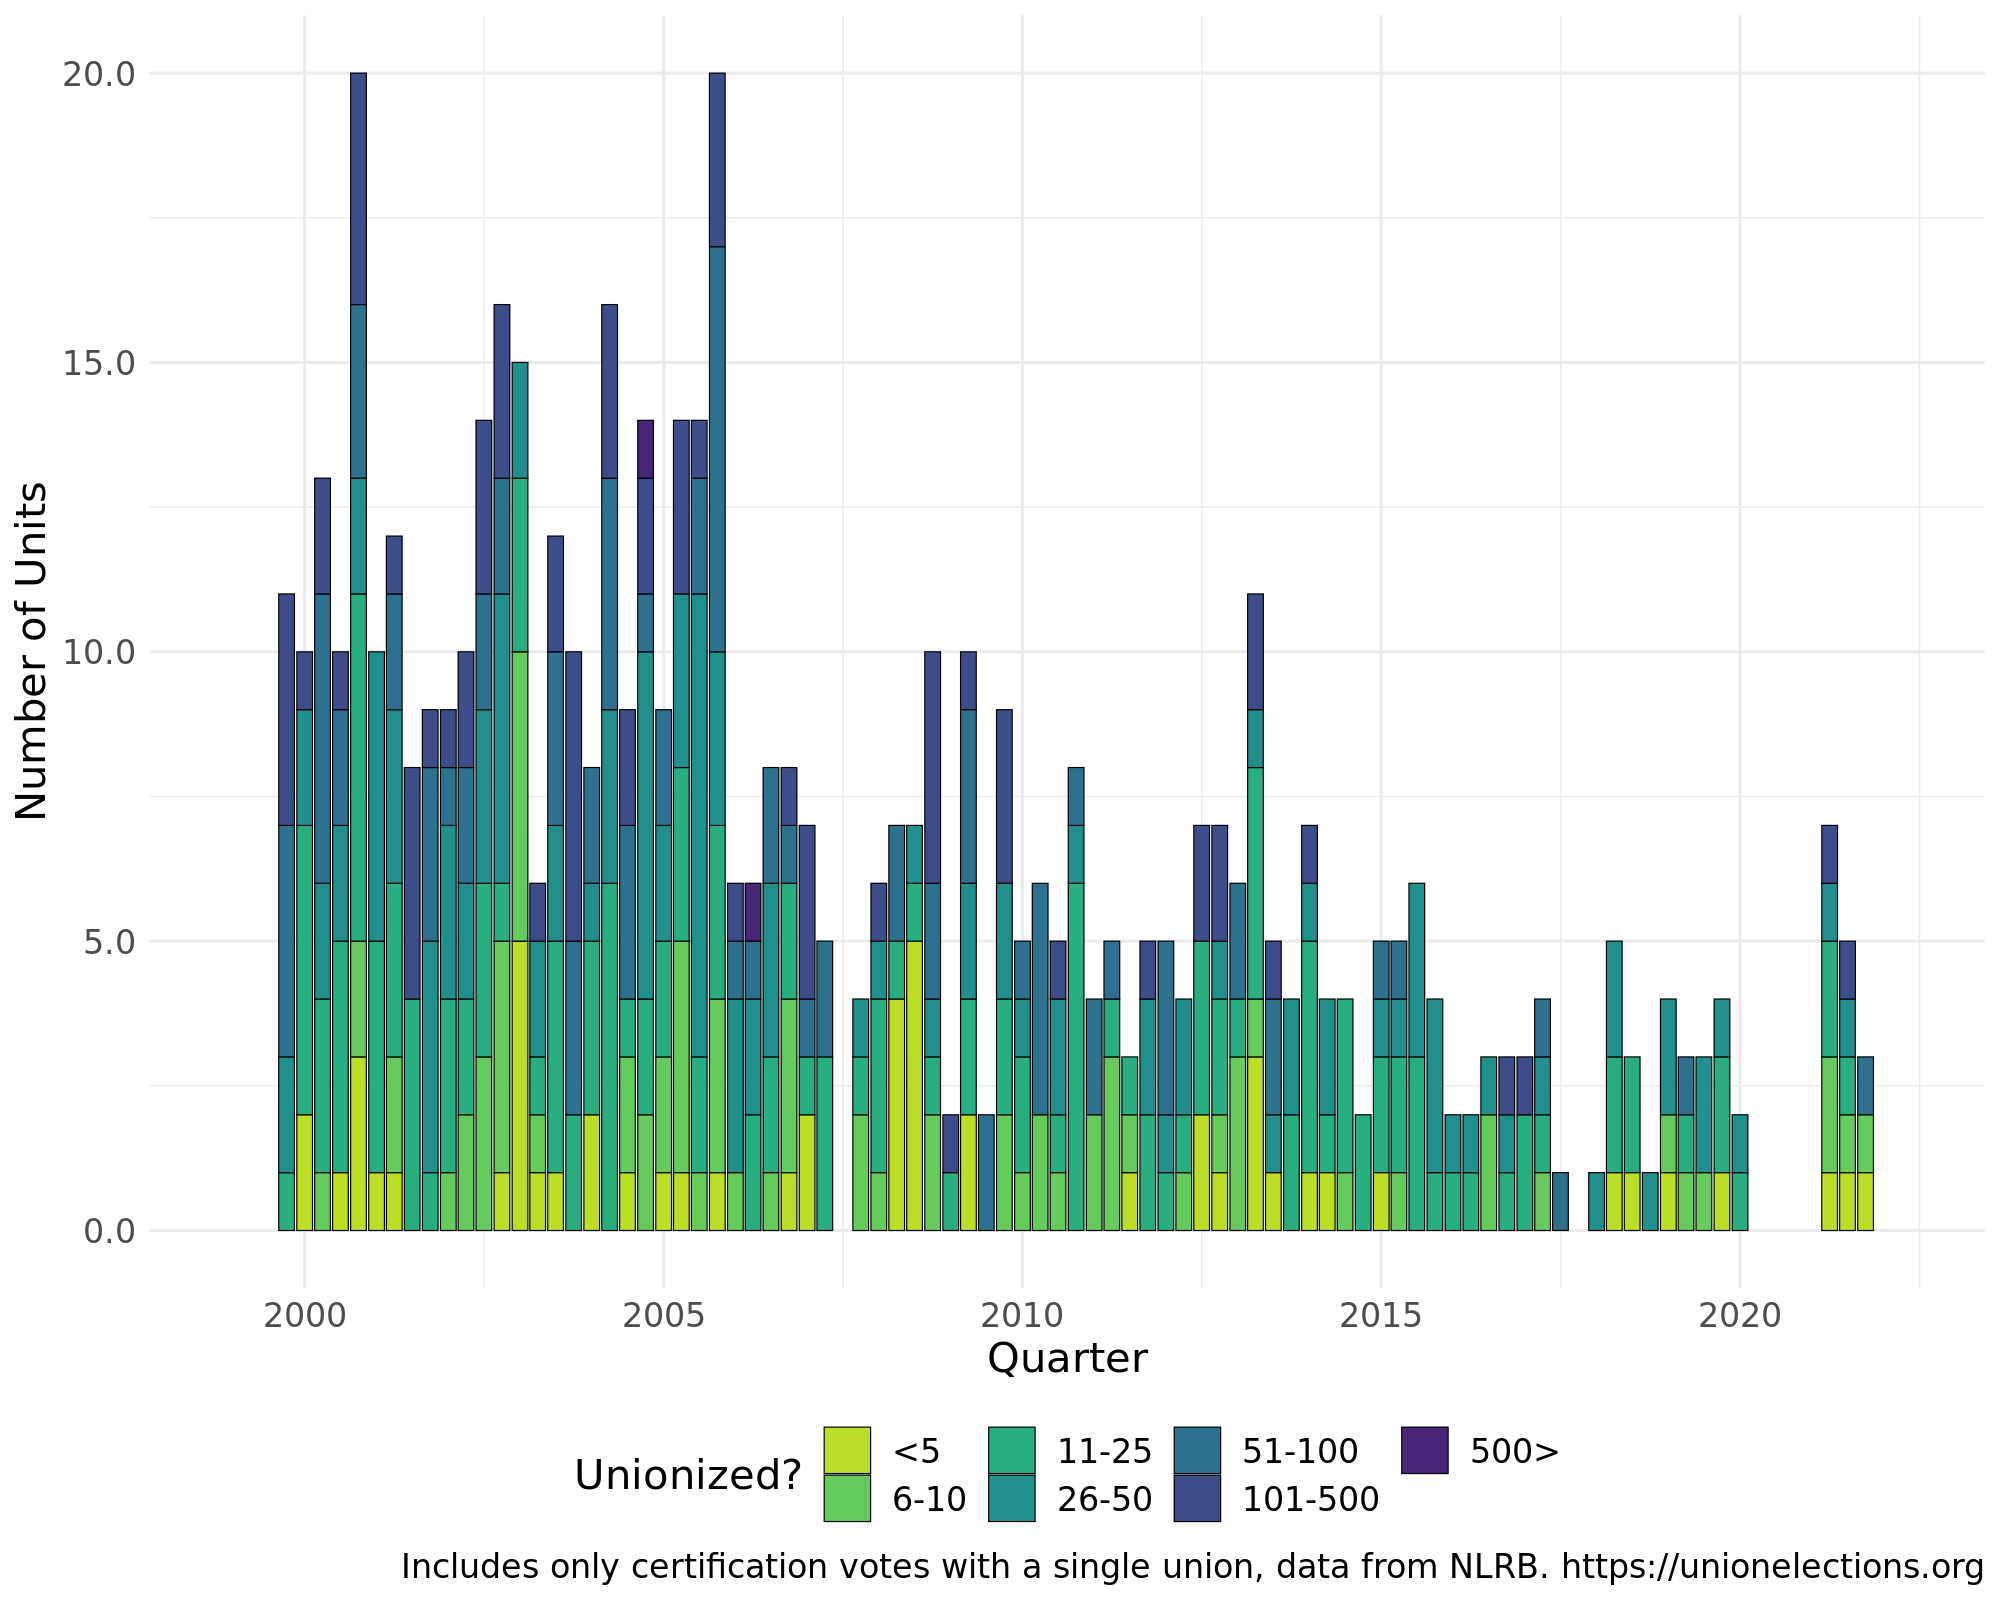 20.0
15.0
10.0
5.0
0.0
Number of Units
2000 2005 2010 2015 2020
Quarter
Unionized?
<5 11-25 51-100 500>
6-10 26-50 101-500
Includes only certification votes with a single union, data from NLRB. https://unionelections.org